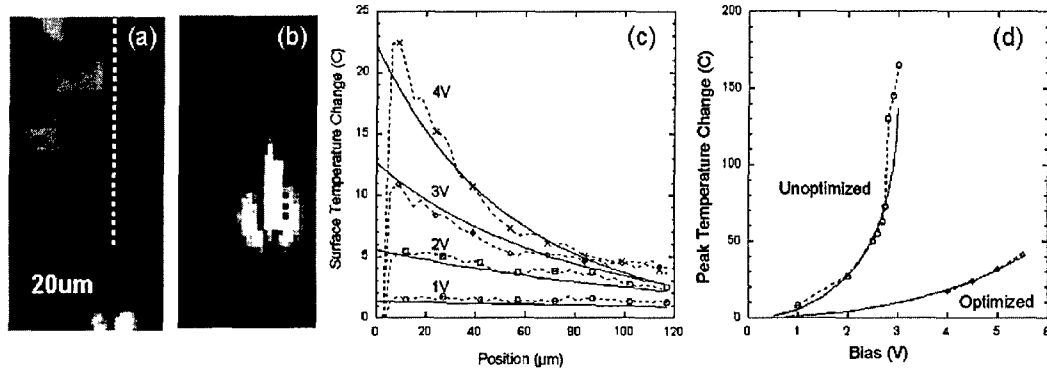 (a)
20um
(b)
(c)
Surface Temperature Change (C)
25
20
15
10
5
0
4V
3V
2V
1V
0 20 40 60 80 100 120
Position (µm)
(d)
Peak Temperature Change (C)
200
150
100
50
0
Unoptimized
Optimized
0 1 2 3 4 5 6
Bias (V)